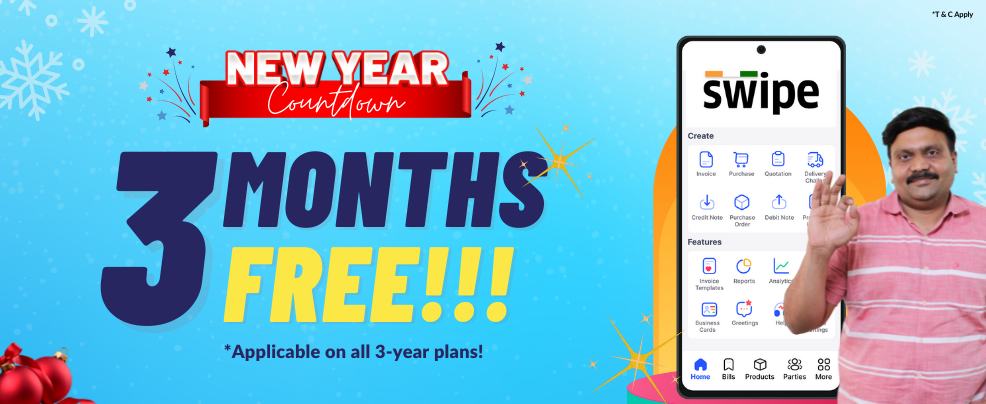 *T & C Apply
NEW YEAR
Countdown
3 MONTHS
FREE!!!
*Applicable on all 3-year plans!
swipe
Create
Invoice
Purchase
Quotation
Delivery
Credit Note
Purchase
Order
Debit Note
Features
Invoice
Templates
Reports
Business
Cards
Greetings
Home
Bills
Products
Parties
More